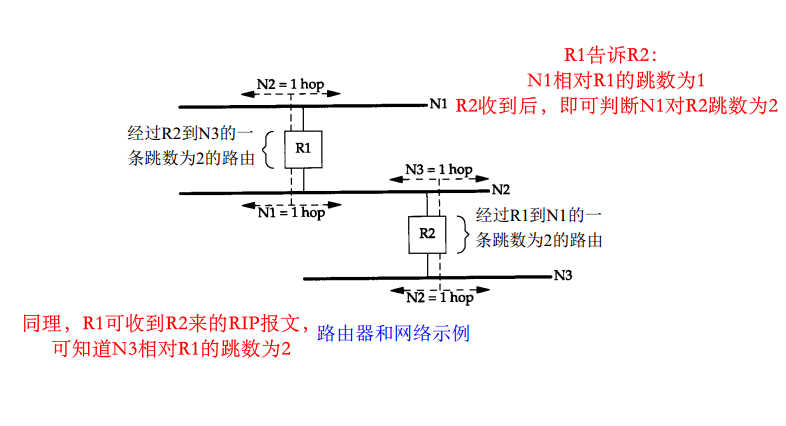 R1告诉R2：
N1相对R1的跳数为1
R2收到后，即可判断N1对R2跳数为2
N2 = 1 hop
N1
经过R2到N3的一
条跳数为2的路由
R1
N3 = 1 hop
N2
N1 = 1 hop
R2
经过R1到N1的一
条跳数为2的路由
N3
N2 = 1 hop
同理，R1可收到R2来的RIP报文，
可知道N3相对R1的跳数为2
路由器和网络示例